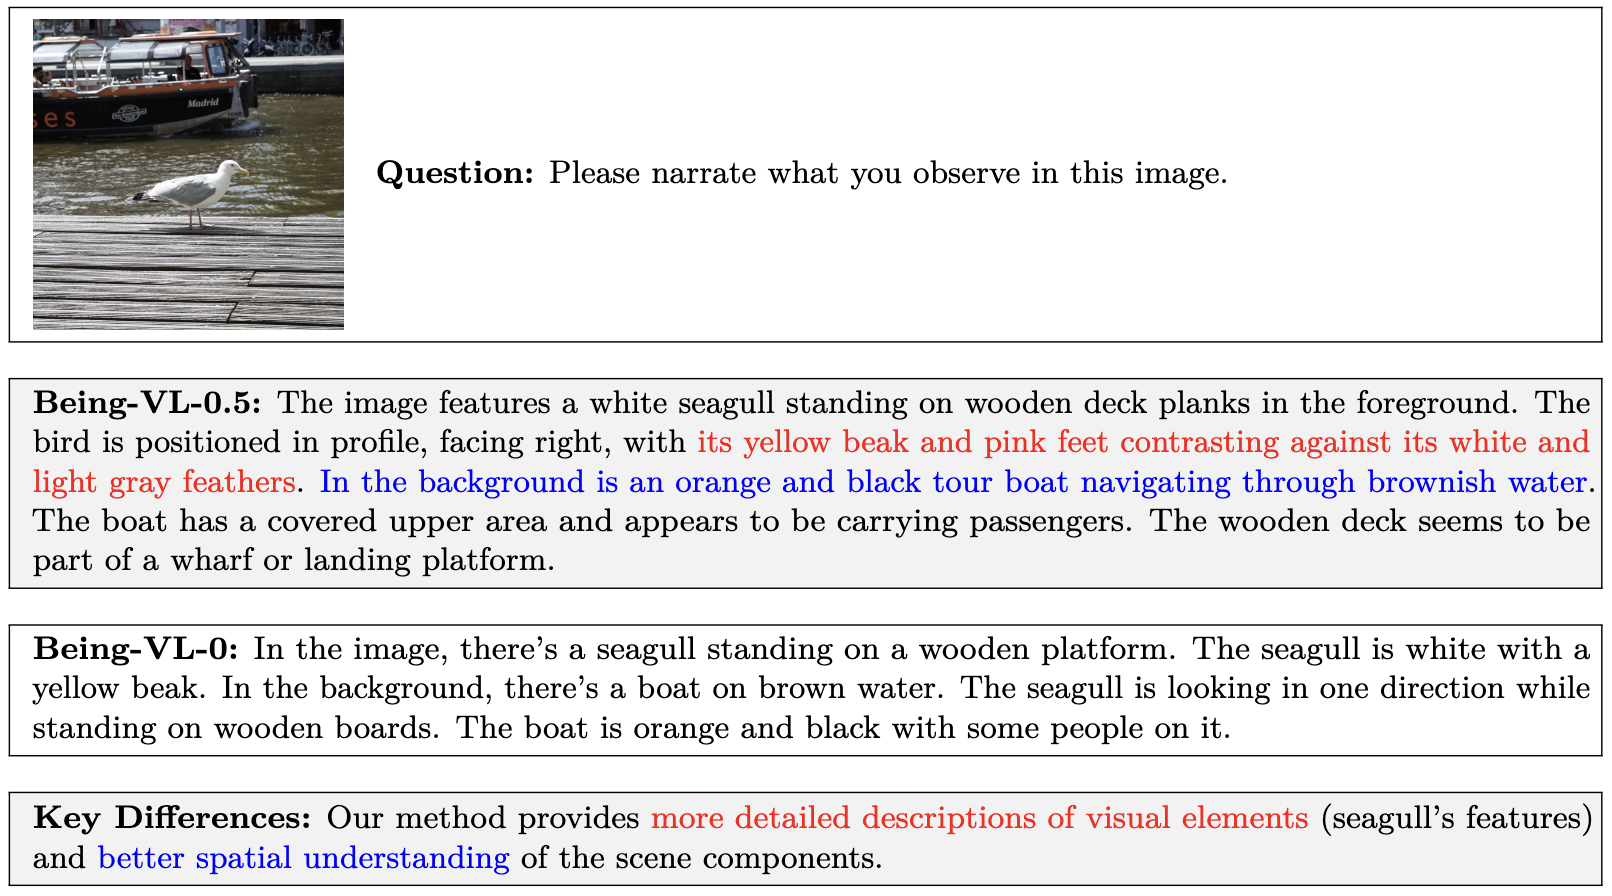 ses
Madrid
Question: Please narrate what you observe in this image.
Being-VL-0.5: The image features a white seagull standing on wooden deck planks in the foreground. The
bird is positioned in profile, facing right, with its yellow beak and pink feet contrasting against its white and
light gray feathers. In the background is an orange and black tour boat navigating through brownish water.
The boat has a covered upper area and appears to be carrying passengers. The wooden deck seems to be
part of a wharf or landing platform.
Being-VL-0: In the image, there's a seagull standing on a wooden platform. The seagull is white with a
yellow beak. In the background, there's a boat on brown water. The seagull is looking in one direction while
standing on wooden boards. The boat is orange and black with some people on it.
Key Differences: Our method provides more detailed descriptions of visual elements (seagull's features)
and better spatial understanding of the scene components.